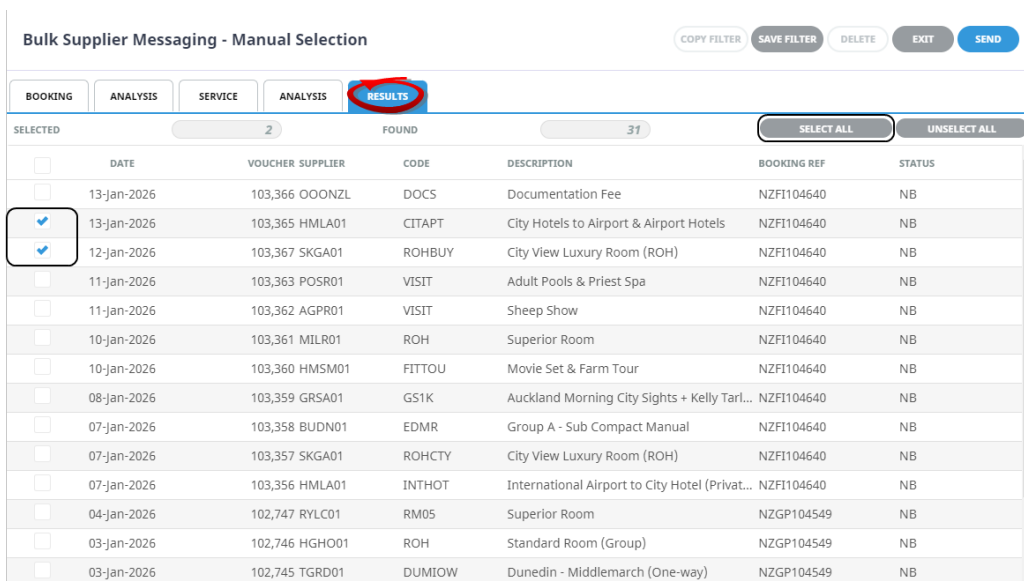 Bulk Supplier Messaging - Manual Selection COPY FILTER SAVE FILTER DELETE EXIT SEND
BOOKING ANALYSIS SERVICE ANALYSIS RESULTS
SELECTED 2 FOUND 31 SELECT ALL UNSELECT ALL
DATE VOUCHER SUPPLIER CODE DESCRIPTION BOOKING REF STATUS
13-Jan-2026 103,366 OOONZL DOCS Documentation Fee NZFI104640 NB
13-Jan-2026 103,365 HMLA01 CITAPT City Hotels to Airport & Airport Hotels NZFI104640 NB
12-Jan-2026 103,367 SKGA01 ROHBUY City View Luxury Room (ROH) NZFI104640 NB
11-Jan-2026 103,363 POSR01 VISIT Adult Pools & Priest Spa NZFI104640 NB
11-Jan-2026 103,362 AGPR01 VISIT Sheep Show NZFI104640 NB
10-Jan-2026 103,361 MILR01 ROH Superior Room NZFI104640 NB
10-Jan-2026 103,360 HMSM01 FITTOU Movie Set & Farm Tour NZFI104640 NB
08-Jan-2026 103,359 GRSA01 GS1K Auckland Morning City Sights + Kelly Tarl... NZFI104640 NB
07-Jan-2026 103,358 BUDN01 EDMR Group A - Sub Compact Manual NZFI104640 NB
07-Jan-2026 103,357 SKGA01 ROHCTY City View Luxury Room (ROH) NZFI104640 NB
07-Jan-2026 103,356 HMLA01 INTHOT International Airport to City Hotel (Privat... NZFI104640 NB
04-Jan-2026 102,747 RYLC01 RM05 Superior Room NZGP104549 NB
03-Jan-2026 102,746 HGHO01 ROH Standard Room (Group) NZGP104549 NB
03-Jan-2026 102,745 TGRD01 DUMIOW Dunedin - Middlemarch (One-way) NZGP104549 NB